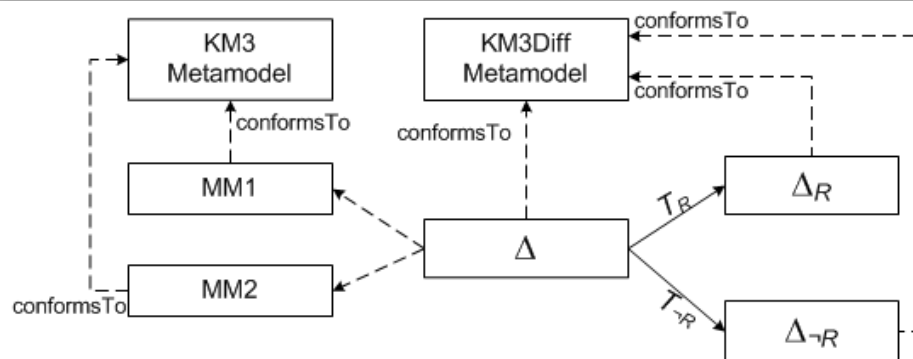 conformsTo
KM3
Metamodel
KM3Diff
Metamodel
conformsTo
conformsTo
conformsTo
MM1
Δ
T_R
Δ_R
MM2
conformsTo
T_¬R
Δ_¬R